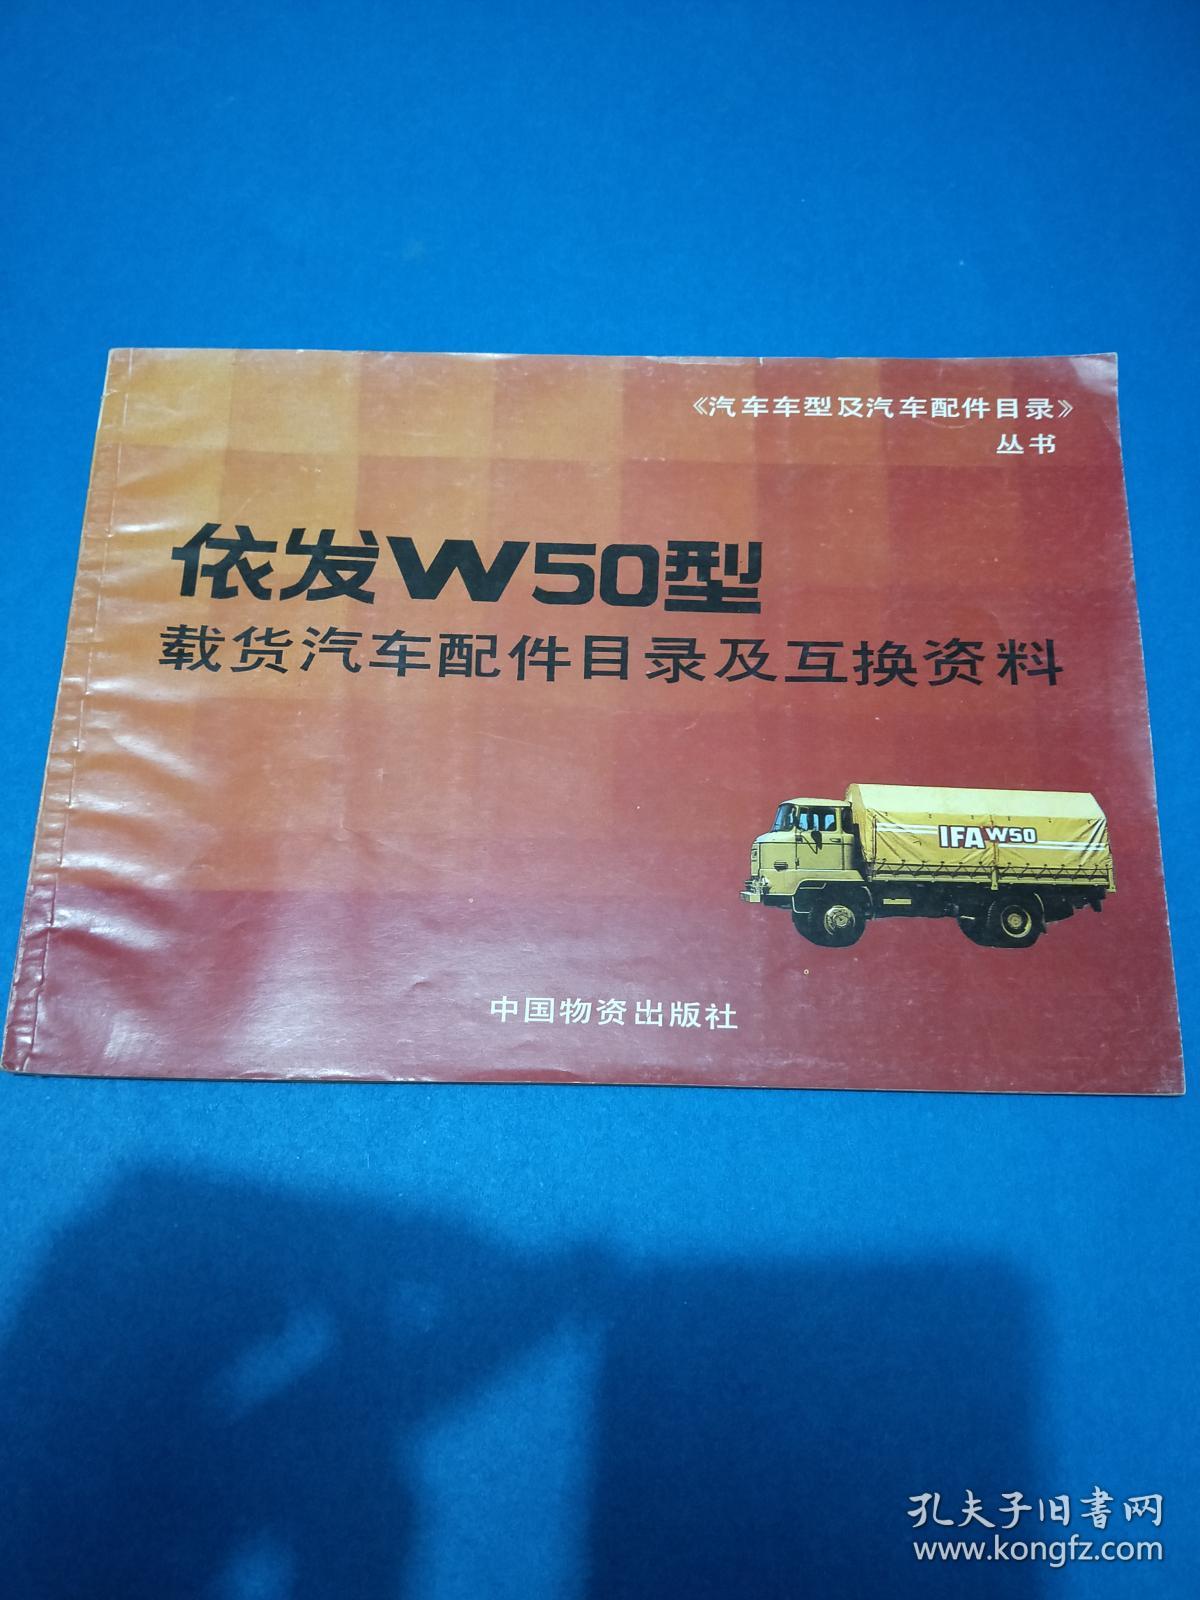 《汽车车型及汽车配件目录》
丛书
依发W50型
载货汽车配件目录及互换资料
IFA W50
中国物资出版社
孔夫子旧書网
www.kongfz.com